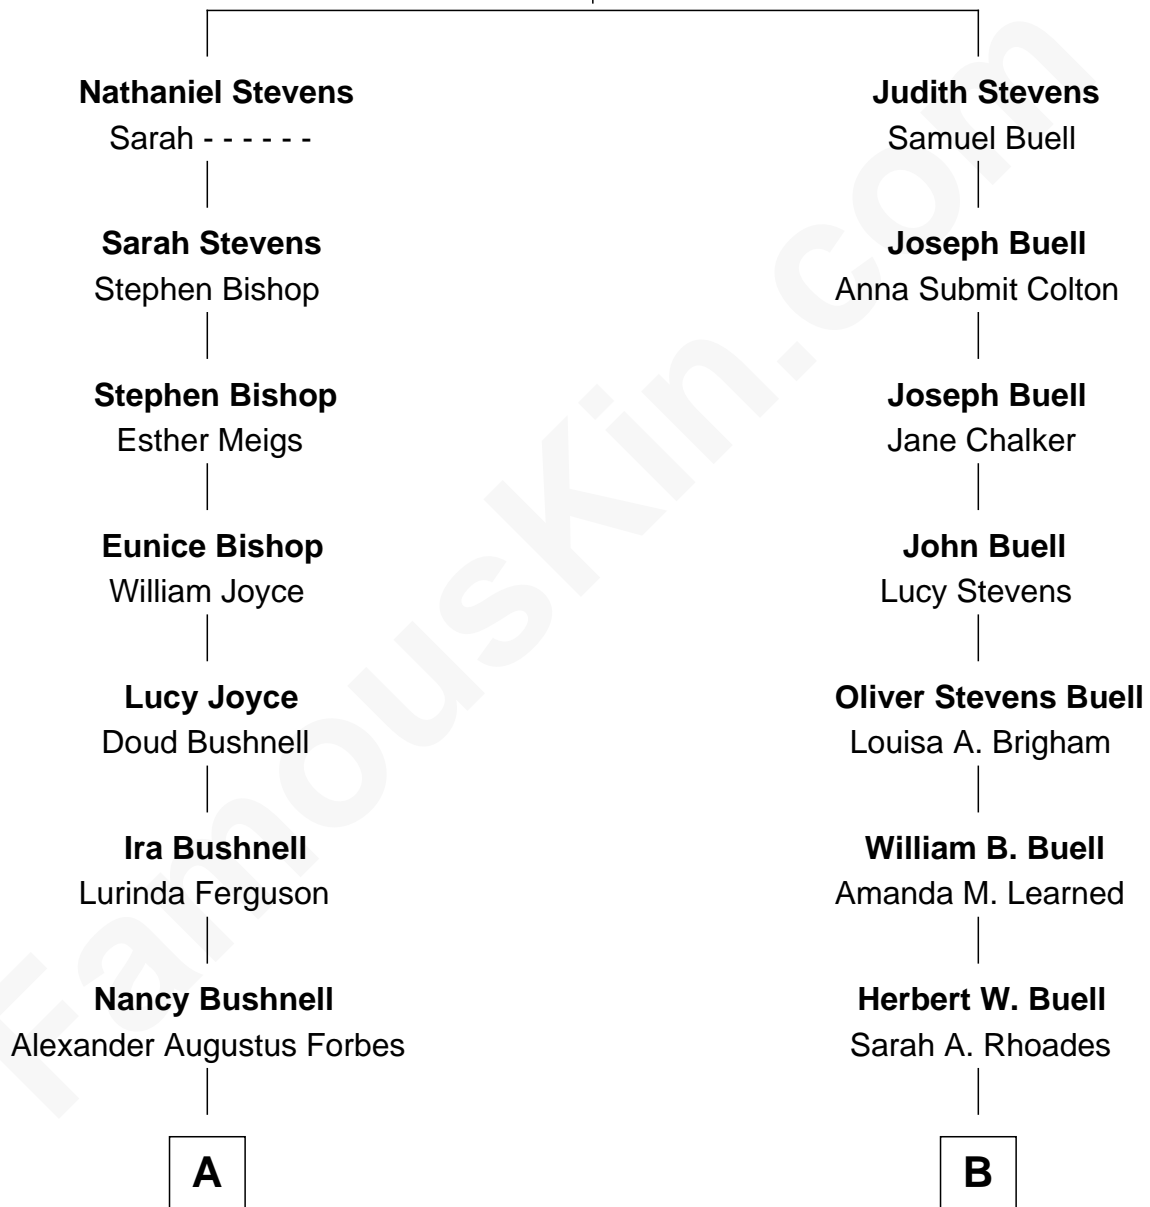 Nathaniel Stevens
Sarah - - - - - -
Sarah Stevens
Stephen Bishop
Stephen Bishop
Esther Meigs
Eunice Bishop
William Joyce
Lucy Joyce
Doud Bushnell
Ira Bushnell
Lurinda Ferguson
Nancy Bushnell
Alexander Augustus Forbes
A
Judith Stevens
Samuel Buell
Joseph Buell
Anna Submit Colton
Joseph Buell
Jane Chalker
John Buell
Lucy Stevens
Oliver Stevens Buell
Louisa A. Brigham
William B. Buell
Amanda M. Learned
Herbert W. Buell
Sarah A. Rhoades
B
FamousKin.com